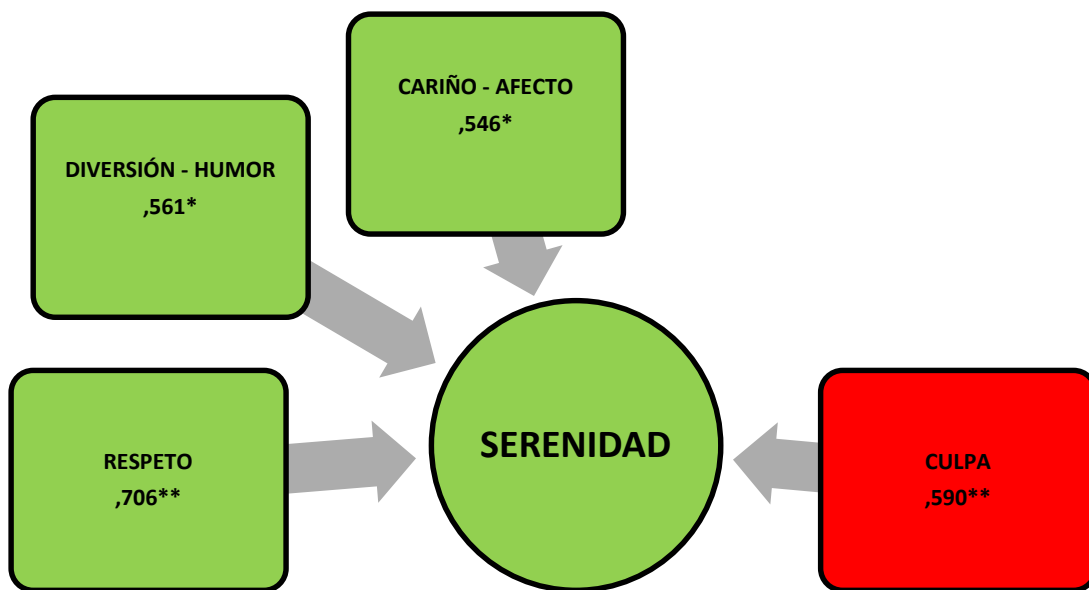 CARIÑO - AFECTO
,546*
DIVERSIÓN - HUMOR
,561*
RESPETO
,706**
SERENIDAD
CULPA
,590**